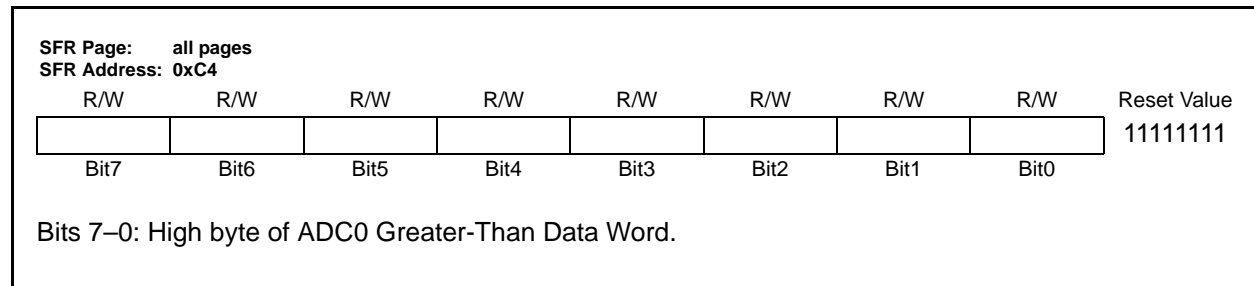 SFR Page: all pages
SFR Address: 0xC4
R/W R/W R/W R/W R/W R/W R/W R/W Reset Value
11111111
Bit7 Bit6 Bit5 Bit4 Bit3 Bit2 Bit1 Bit0
Bits 7–0: High byte of ADC0 Greater-Than Data Word.